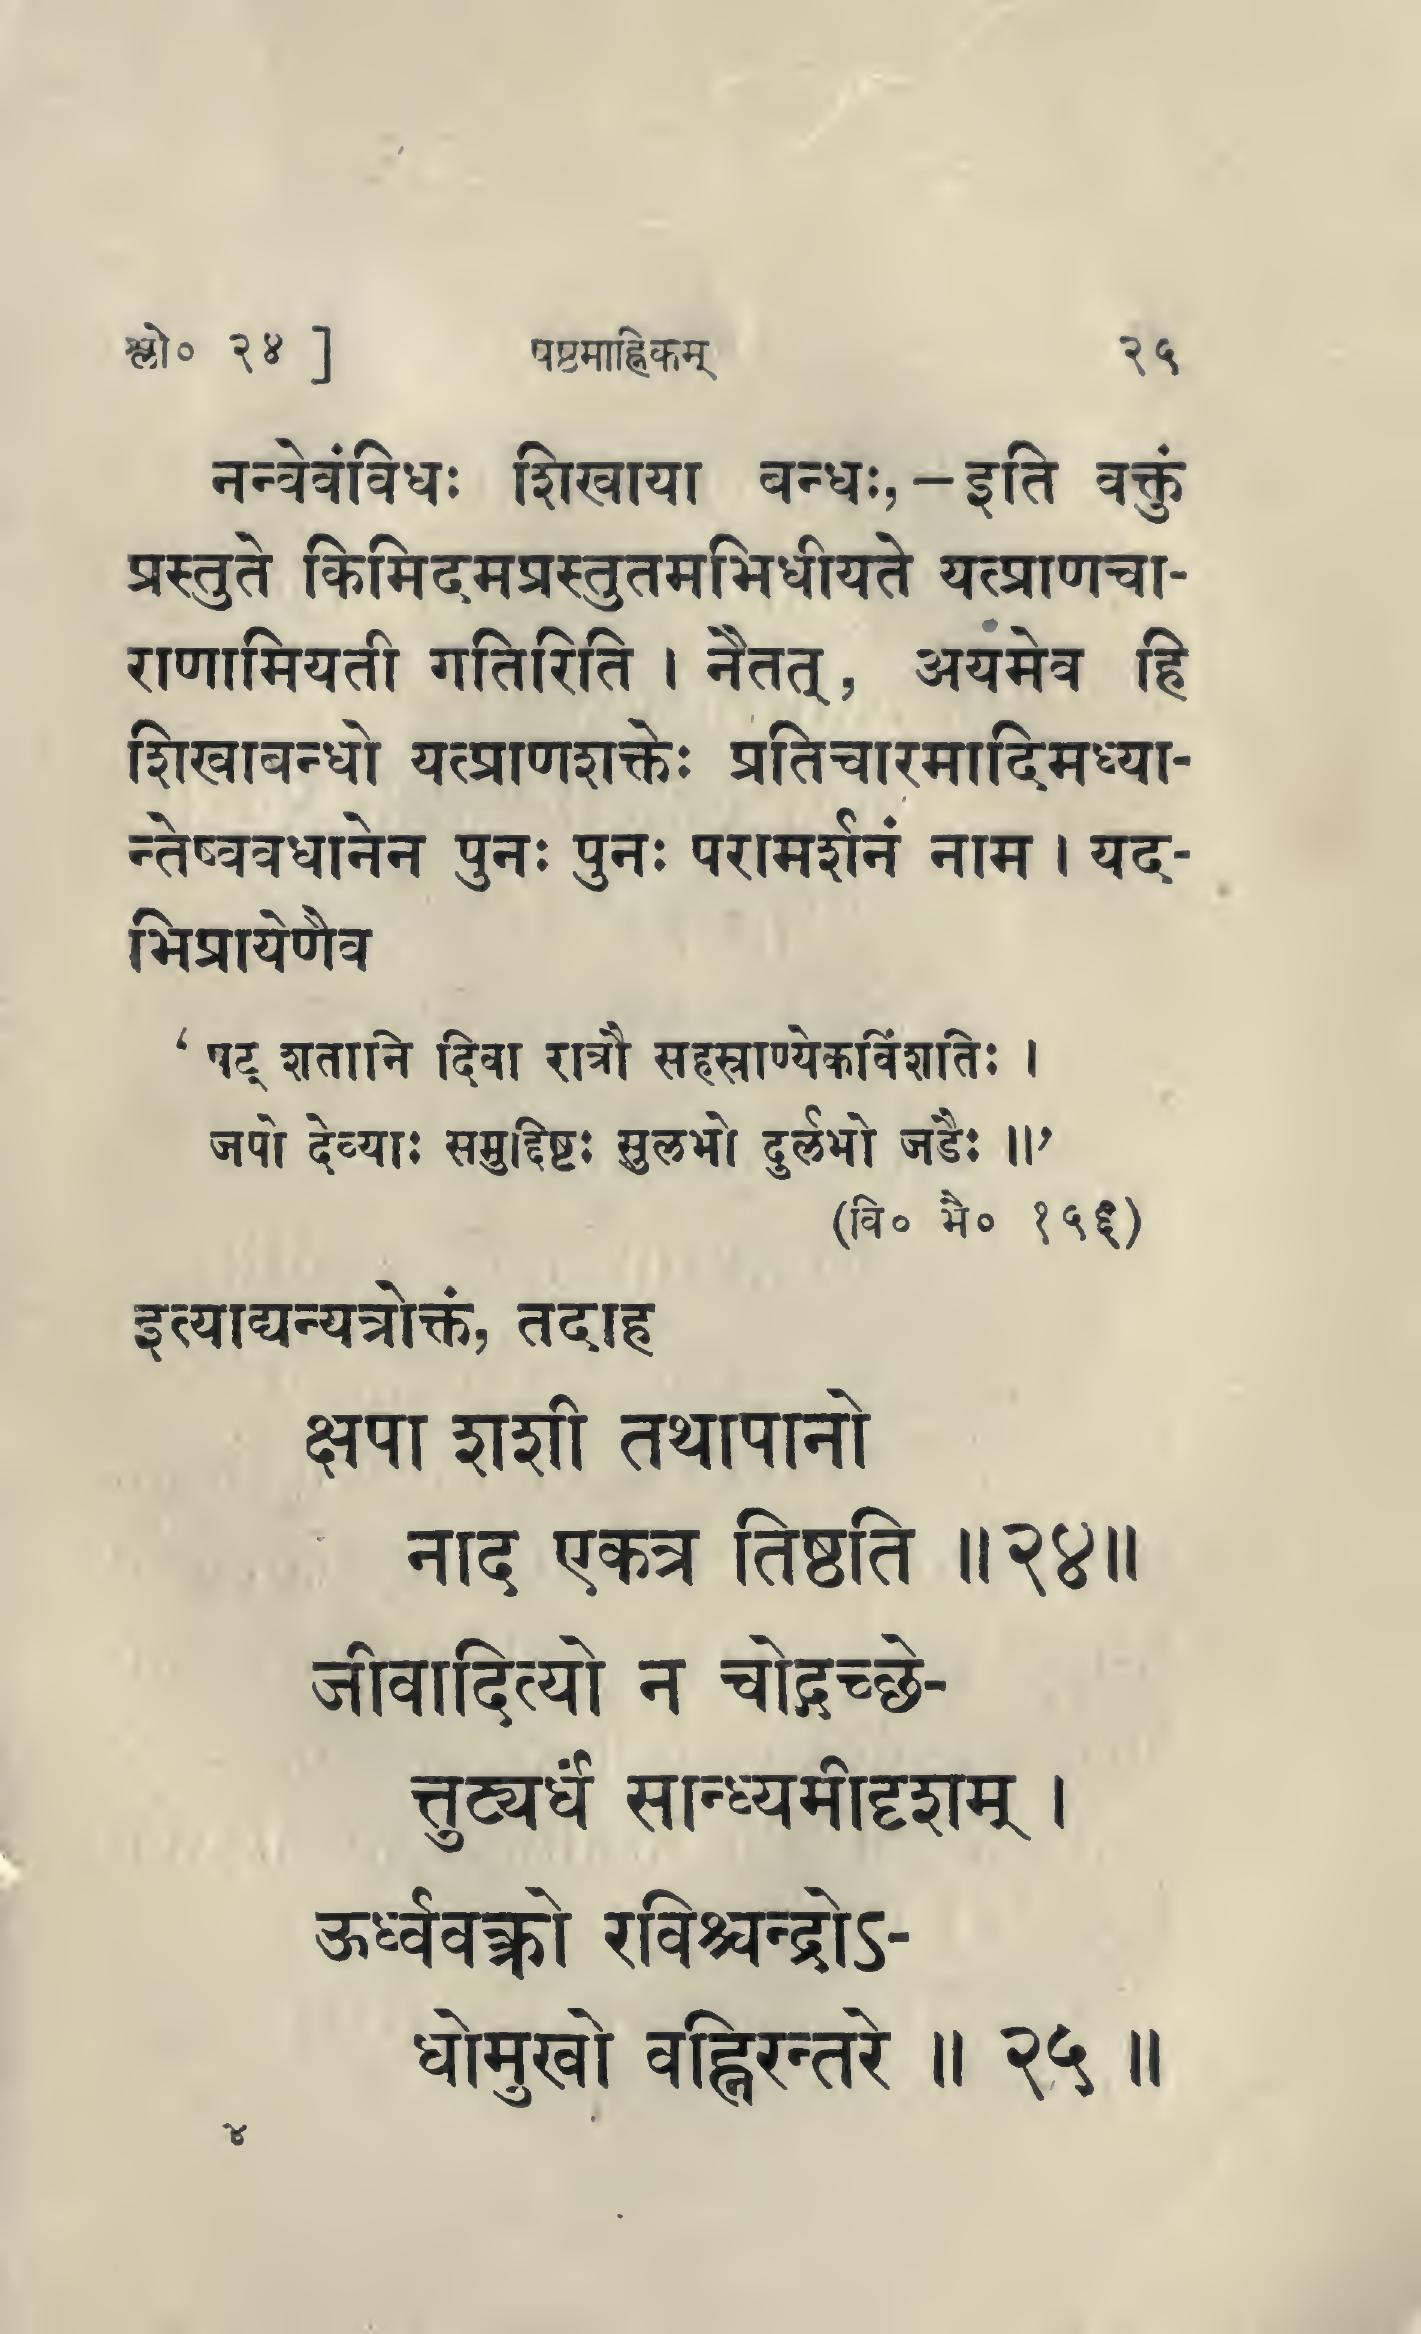 श्लो० २४ ] षष्ठमाह्निकम् २५
नन्वेवंविधः शिखाया बन्धः,—इति वक्तुं
प्रस्तुते किमिदमप्रस्तुतमभिधीयते यत्प्राणचा-
राणामियती गतिरिति । नैतत्, अयमेव हि
शिखाबन्धो यत्प्राणशक्तेः प्रतिचारमादिमध्या-
न्तेष्ववधानेन पुनः पुनः परामर्शनं नाम । यद-
भिप्रायेणैव
‘षट् शतानि दिवा रात्रौ सहस्राण्येकविंशतिः ।
जपो देव्याः समुद्दिष्टः सुलभो दुर्लभो जडैः ॥’
(वि० भै० १५६)
इत्याद्यन्यत्रोक्तं, तदाह
क्षपा शशी तथापानो
नाद एकत्र तिष्ठति ॥२४॥
जीवादित्यो न चोद्गच्छे-
त्तुट्यर्धं सान्ध्यमीदृशम् ।
ऊर्ध्ववक्त्रो रविश्चन्द्रोऽ-
धोमुखो वह्निरन्तरे ॥ २५ ॥
४